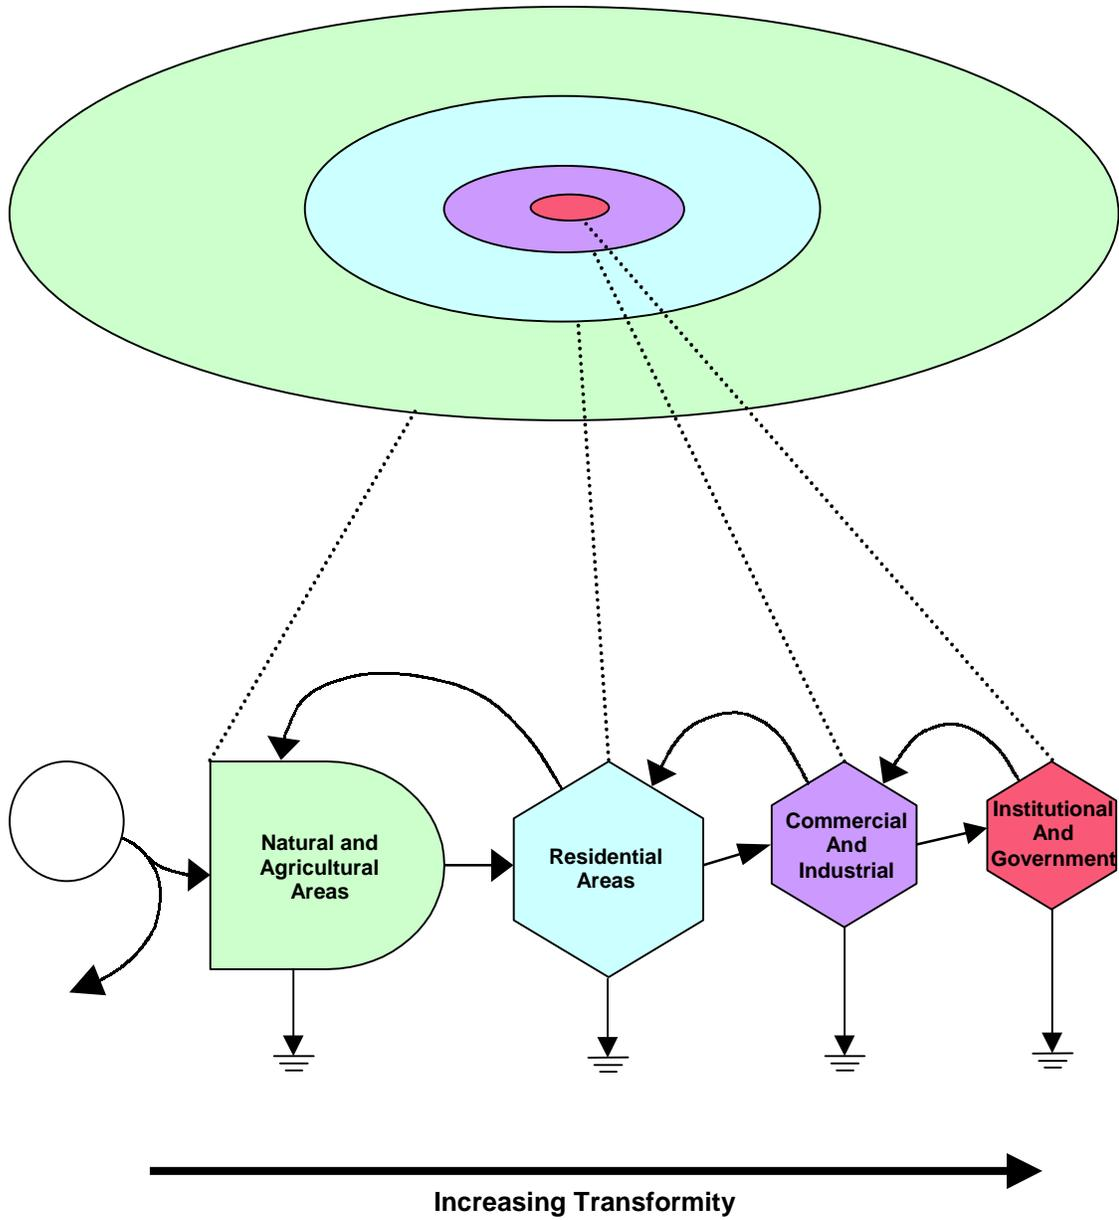 Natural and
Agricultural
Areas
Residential
Areas
Commercial
And
Industrial
Institutional
And
Government
Increasing Transformity